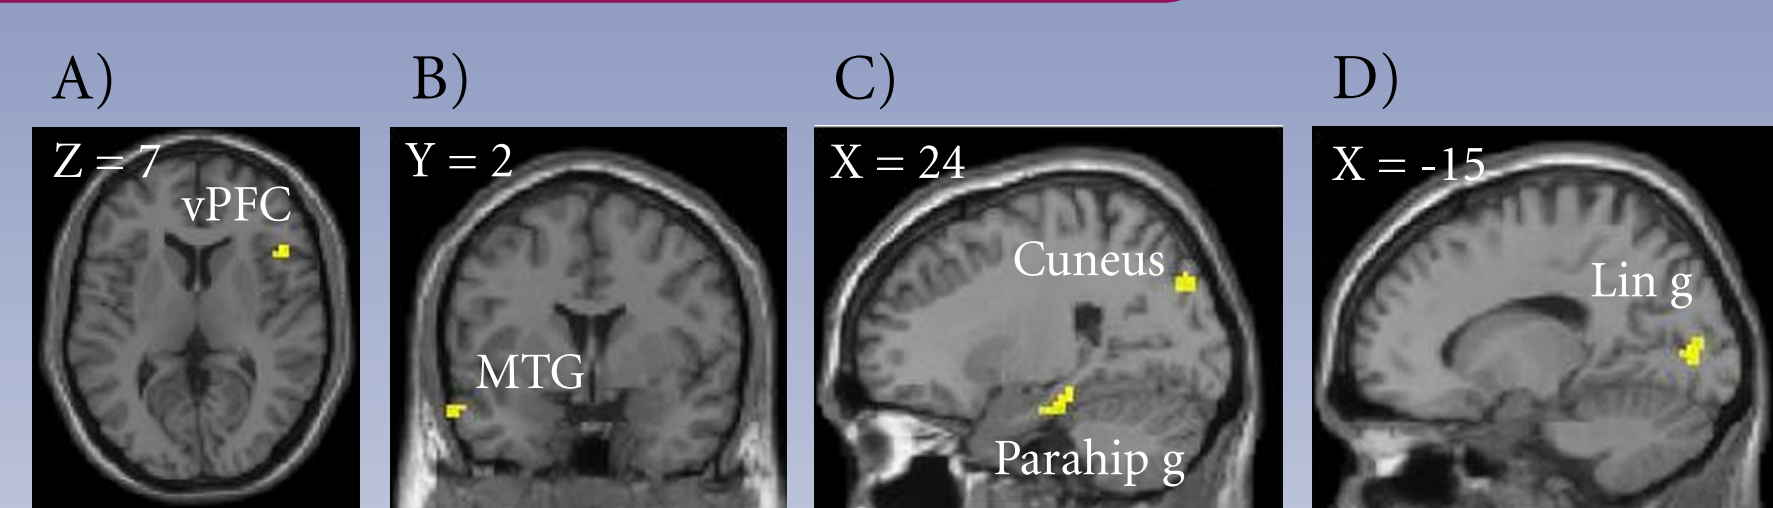 A)
B)
C)
D)
Z = 7
vPFC
Y = 2
MTG
X = 24
Cuneus
Parahip g
X = -15
Lin g